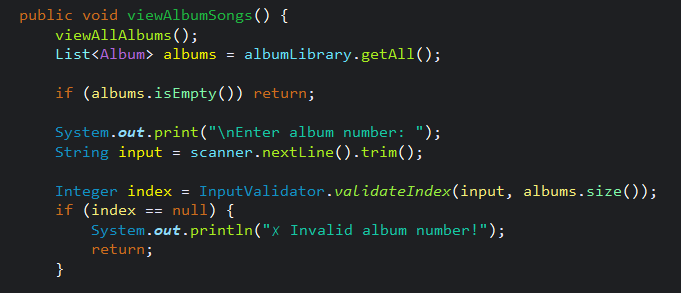 public void viewAlbumSongs() {
    viewAllAlbums();
    List<Album> albums = albumLibrary.getAll();
    if (albums.isEmpty()) return;
    System.out.print("\nEnter album number: ");
    String input = scanner.nextLine().trim();
    Integer index = InputValidator.validateIndex(input, albums.size());
    if (index == null) {
        System.out.println("✗ Invalid album number!");
        return;
    }